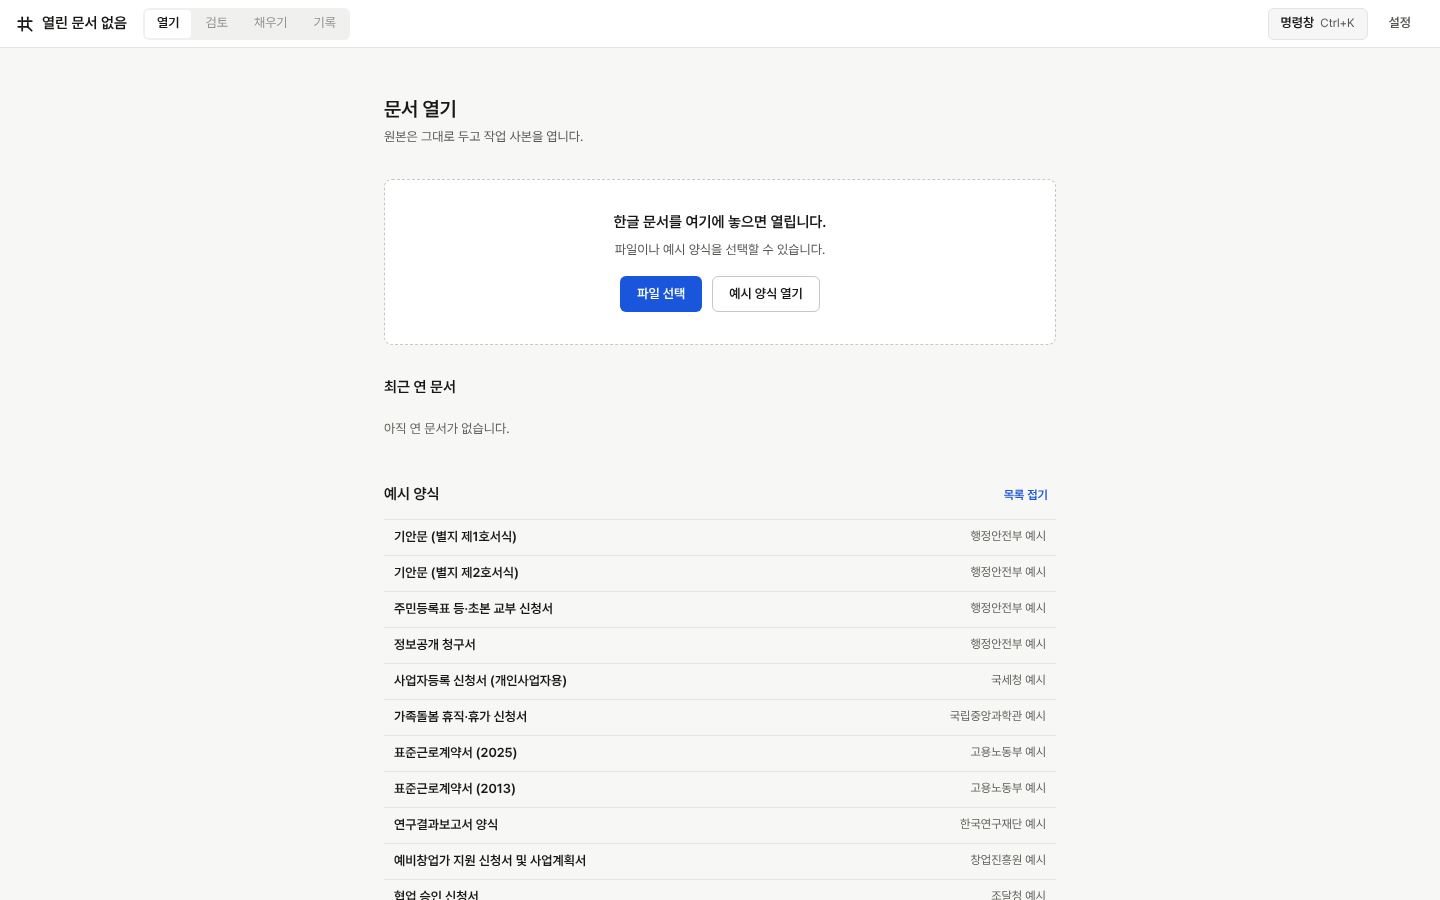 열린 문서 없음 열기 검토 채우기 기록 명령창 Ctrl+K 설정
문서 열기
원본은 그대로 두고 작업 사본을 엽니다.
한글 문서를 여기에 놓으면 열립니다.
파일이나 예시 양식을 선택할 수 있습니다.
파일 선택 예시 양식 열기
최근 연 문서
아직 연 문서가 없습니다.
예시 양식 목록 접기
기안문 (별지 제1호서식) 행정안전부 예시
기안문 (별지 제2호서식) 행정안전부 예시
주민등록표 등·초본 교부 신청서 행정안전부 예시
정보공개 청구서 행정안전부 예시
사업자등록 신청서 (개인사업자용) 국세청 예시
가족돌봄 휴직·휴가 신청서 국립중앙과학관 예시
표준근로계약서 (2025) 고용노동부 예시
표준근로계약서 (2013) 고용노동부 예시
연구결과보고서 양식 한국연구재단 예시
예비창업가 지원 신청서 및 사업계획서 창업진흥원 예시
협업 승인 신청서 조달청 예시